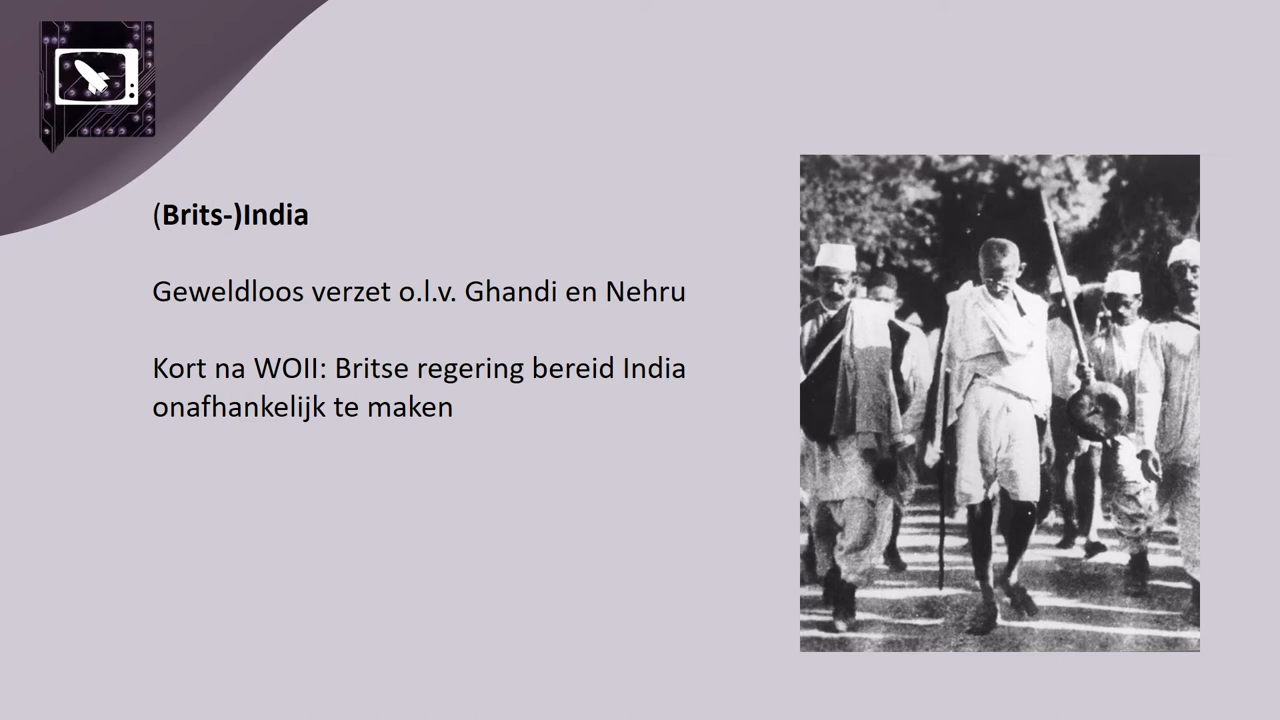 (Brits-)India
Geweldloos verzet o.l.v. Ghandi en Nehru
Kort na WOII: Britse regering bereid India
onafhankelijk te maken